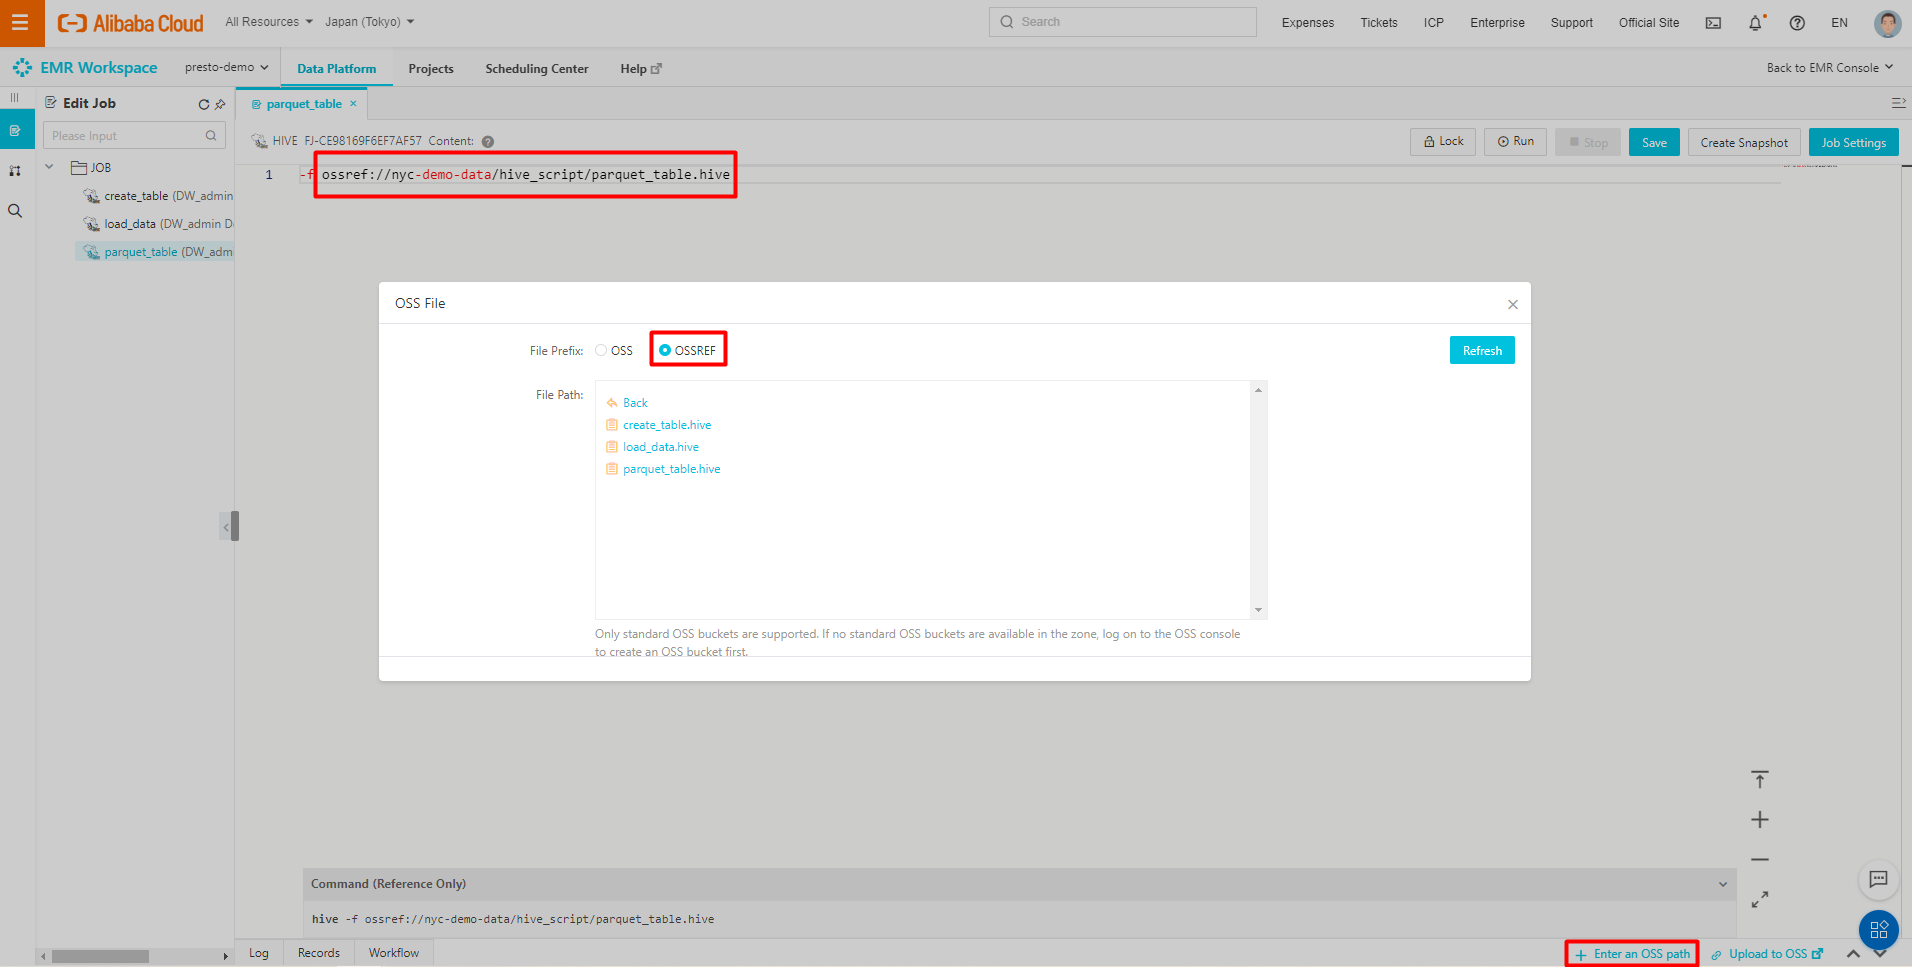 Alibaba Cloud All Resources Japan (Tokyo) Search Expenses Tickets ICP Enterprise Support Official Site EN
EMR Workspace presto-demo Data Platform Projects Scheduling Center Help Back to EMR Console
Edit Job
parquet_table ×
Please Input
HIVE FJ-CE98169F6EF7AF57 Content: ?
Lock Run Stop Save Create Snapshot Job Settings
JOB
create_table (DW_admin
load_data (DW_admin D
parquet_table (DW_admi
1 -f ossref://nyc-demo-data/hive_script/parquet_table.hive
OSS File
File Prefix: OSS OSSREF Refresh
File Path:
Back
create_table.hive
load_data.hive
parquet_table.hive
Only standard OSS buckets are supported. If no standard OSS buckets are available in the zone, log on to the OSS console
to create an OSS bucket first.
Command (Reference Only)
hive -f ossref://nyc-demo-data/hive_script/parquet_table.hive
Log Records Workflow + Enter an OSS path Upload to OSS